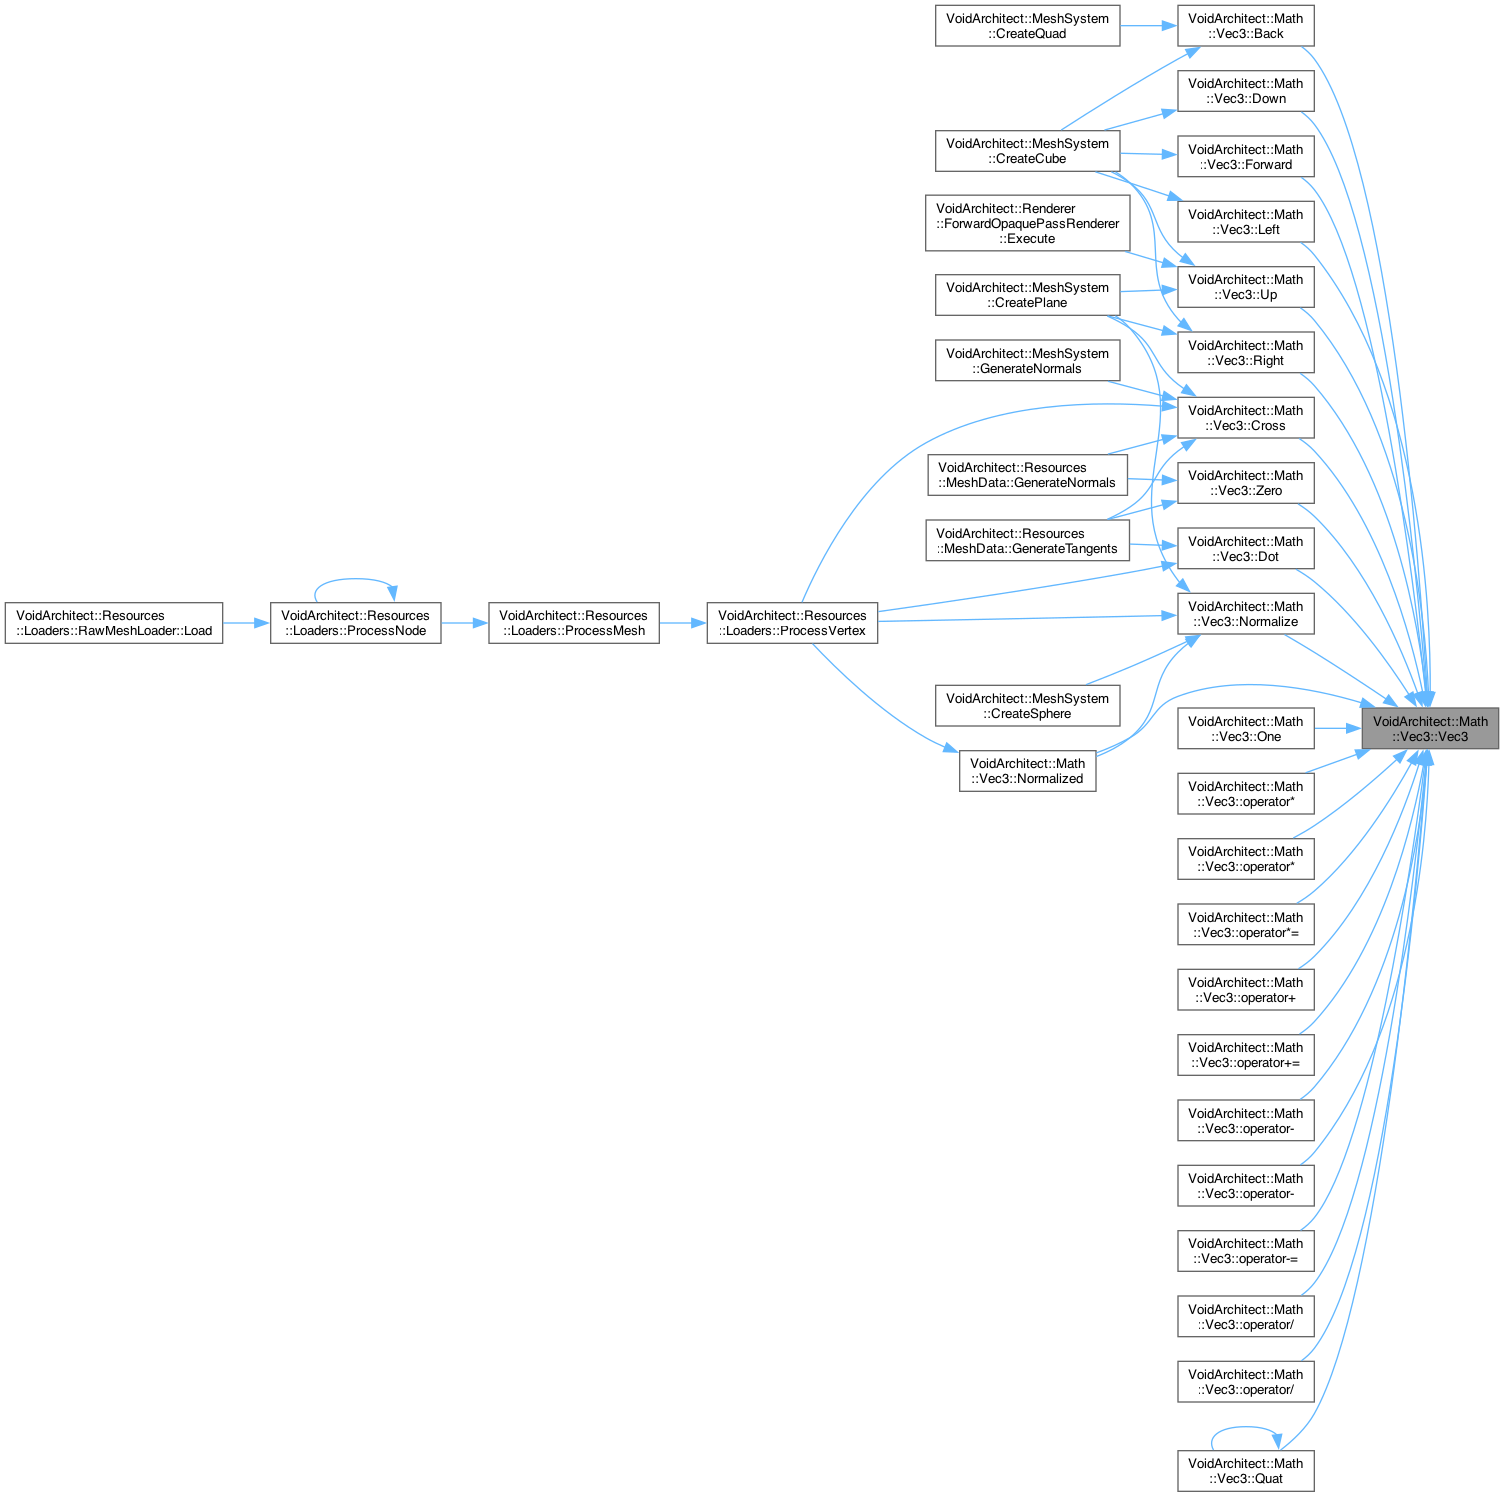 VoidArchitect::MeshSystem
::CreateQuad
VoidArchitect::Math
::Vec3::Back
VoidArchitect::Math
::Vec3::Down
VoidArchitect::MeshSystem
::CreateCube
VoidArchitect::Math
::Vec3::Forward
VoidArchitect::Renderer
::ForwardOpaquePassRenderer
::Execute
VoidArchitect::Math
::Vec3::Left
VoidArchitect::Math
::Vec3::Up
VoidArchitect::MeshSystem
::CreatePlane
VoidArchitect::Math
::Vec3::Right
VoidArchitect::MeshSystem
::GenerateNormals
VoidArchitect::Math
::Vec3::Cross
VoidArchitect::Resources
::MeshData::GenerateNormals
VoidArchitect::Math
::Vec3::Zero
VoidArchitect::Resources
::MeshData::GenerateTangents
VoidArchitect::Math
::Vec3::Dot
VoidArchitect::Resources
::Loaders::RawMeshLoader::Load
VoidArchitect::Resources
::Loaders::ProcessNode
VoidArchitect::Resources
::Loaders::ProcessMesh
VoidArchitect::Resources
::Loaders::ProcessVertex
VoidArchitect::Math
::Vec3::Normalize
VoidArchitect::MeshSystem
::CreateSphere
VoidArchitect::Math
::Vec3::One
VoidArchitect::Math
::Vec3::Vec3
VoidArchitect::Math
::Vec3::Normalized
VoidArchitect::Math
::Vec3::operator*
VoidArchitect::Math
::Vec3::operator*
VoidArchitect::Math
::Vec3::operator*=
VoidArchitect::Math
::Vec3::operator+
VoidArchitect::Math
::Vec3::operator+=
VoidArchitect::Math
::Vec3::operator-
VoidArchitect::Math
::Vec3::operator-
VoidArchitect::Math
::Vec3::operator-=
VoidArchitect::Math
::Vec3::operator/
VoidArchitect::Math
::Vec3::operator/
VoidArchitect::Math
::Vec3::Quat